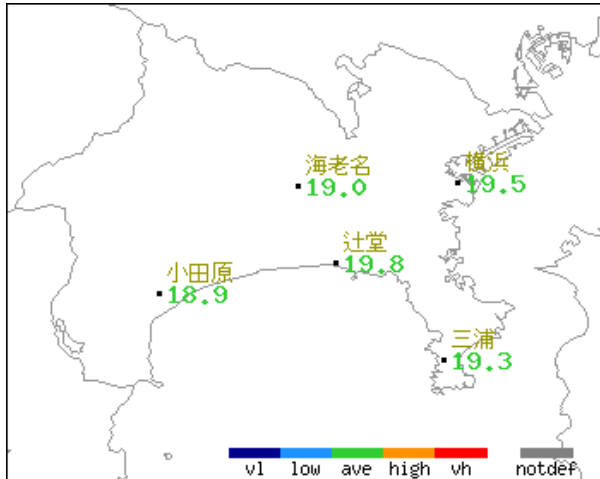 海老名
19.0
横浜
19.5
辻堂
19.8
小田原
18.9
三浦
19.3
vl low ave high vh notdef